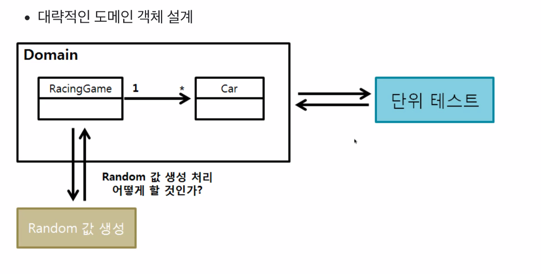 • 대략적인 도메인 객체 설계
Domain
RacingGame
1
*
Car
단위 테스트
Random 값 생성 처리
어떻게 할 것인가?
Random 값 생성